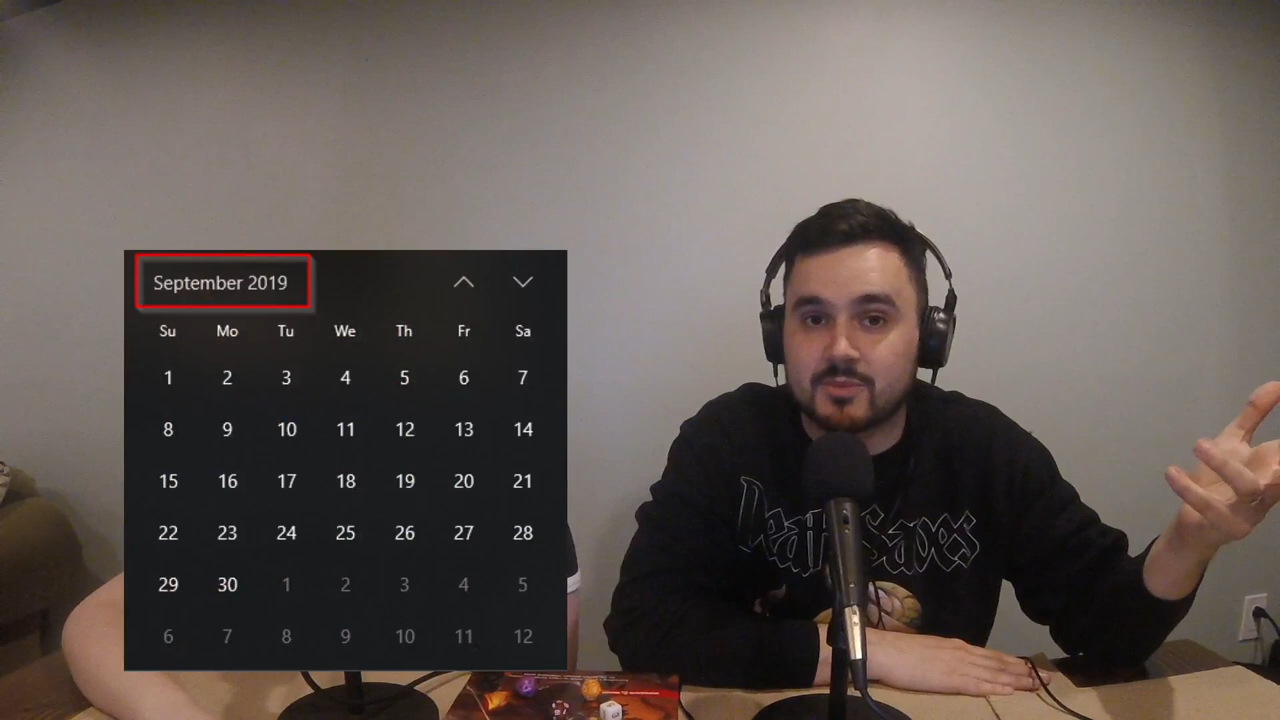 September 2019
Su Mo Tu We Th Fr Sa
1 2 3 4 5 6 7
8 9 10 11 12 13 14
15 16 17 18 19 20 21
22 23 24 25 26 27 28
29 30 1 2 3 4 5
6 7 8 9 10 11 12
Death Saves